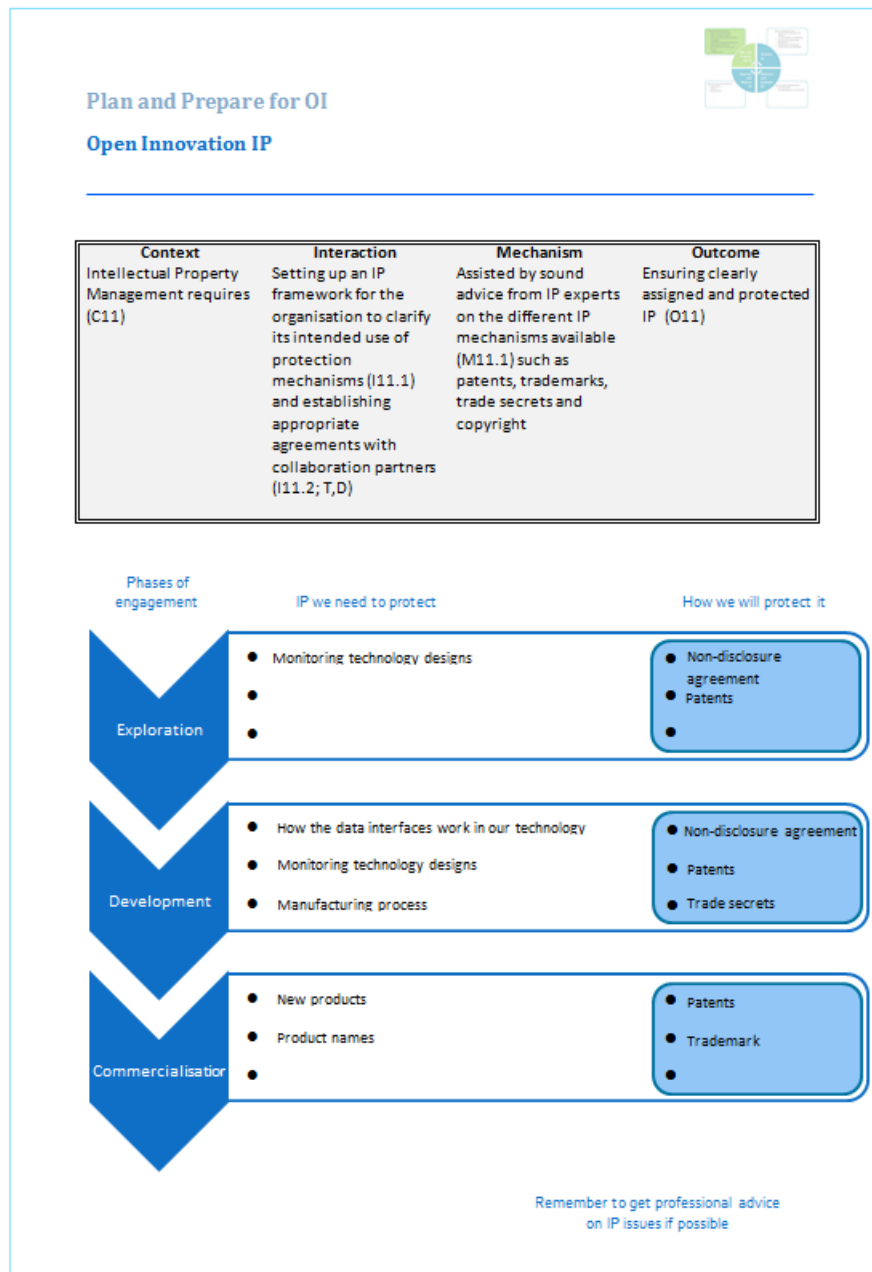 Plan and Prepare for OI
Open Innovation IP
Context
Intellectual Property
Management requires
(C11)
Interaction
Setting up an IP
framework for the
organisation to clarify
its intended use of
protection
mechanisms (I11.1)
and establishing
appropriate
agreements with
collaboration partners
(I11.2; T,D)
Mechanism
Assisted by sound
advice from IP experts
on the different IP
mechanisms available
(M11.1) such as
patents, trademarks,
trade secrets and
copyright
Outcome
Ensuring clearly
assigned and protected
IP (O11)
Phases of
engagement
IP we need to protect
How we will protect it
Exploration
● Monitoring technology designs
●
●
● Non-disclosure
agreement
● Patents
●
Development
● How the data interfaces work in our technology
● Monitoring technology designs
● Manufacturing process
● Non-disclosure agreement
● Patents
● Trade secrets
Commercialisation
● New products
● Product names
●
● Patents
● Trademark
●
Remember to get professional advice
on IP issues if possible